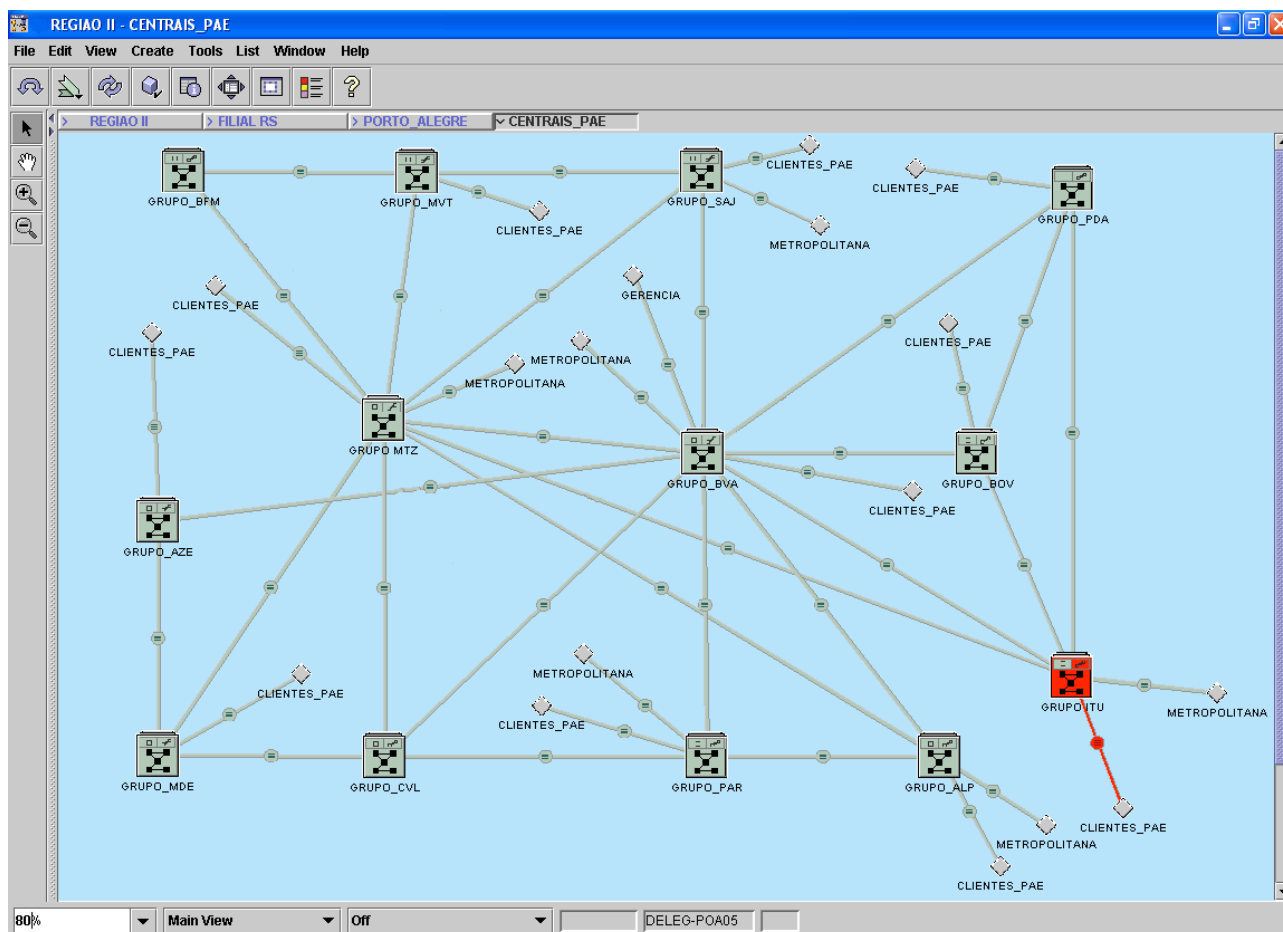 REGIAO II - CENTRAIS_PAE
File Edit View Create Tools List Window Help
> REGIAO II > FILIAL RS > PORTO_ALEGRE CENTRAIS_PAE
CLIENTES_PAE
CLIENTES_PAE
GRUPO_BFM
GRUPO_MVT
GRUPO_SAJ
GRUPO_PDA
CLIENTES_PAE
METROPOLITANA
GERENCIA
CLIENTES_PAE
CLIENTES_PAE
CLIENTES_PAE
METROPOLITANA
METROPOLITANA
GRUPO MTZ
GRUPO_BVA
GRUPO_BOV
CLIENTES_PAE
GRUPO_AZE
METROPOLITANA
CLIENTES_PAE
GRUPO_ITU
METROPOLITANA
CLIENTES_PAE
GRUPO_MDE
GRUPO_CVL
GRUPO_PAR
GRUPO_ALP
CLIENTES_PAE
METROPOLITANA
CLIENTES_PAE
80% Main View Off DELEG-POA05